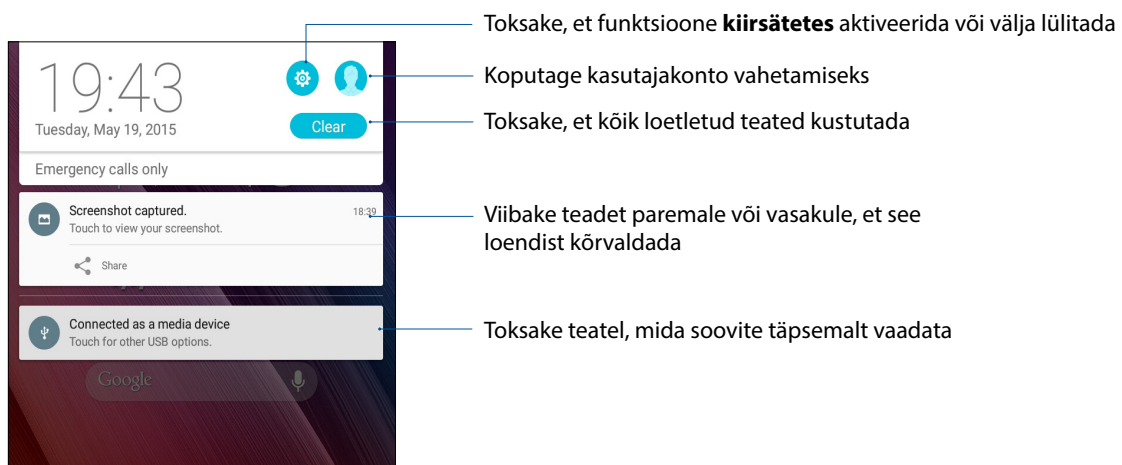 Toksake, et funktsioone kiirsätetes aktiveerida või välja lülitada
19:43
Koputage kasutajakonto vahetamiseks
Tuesday, May 19, 2015
Clear
Toksake, et kõik loetletud teated kustutada
Emergency calls only
Screenshot captured.
18:39
Touch to view your screenshot.
Viibake teadet paremale või vasakule, et see
loendist kõrvaldada
Share
Connected as a media device
Touch for other USB options.
Toksake teatel, mida soovite täpsemalt vaadata
Google